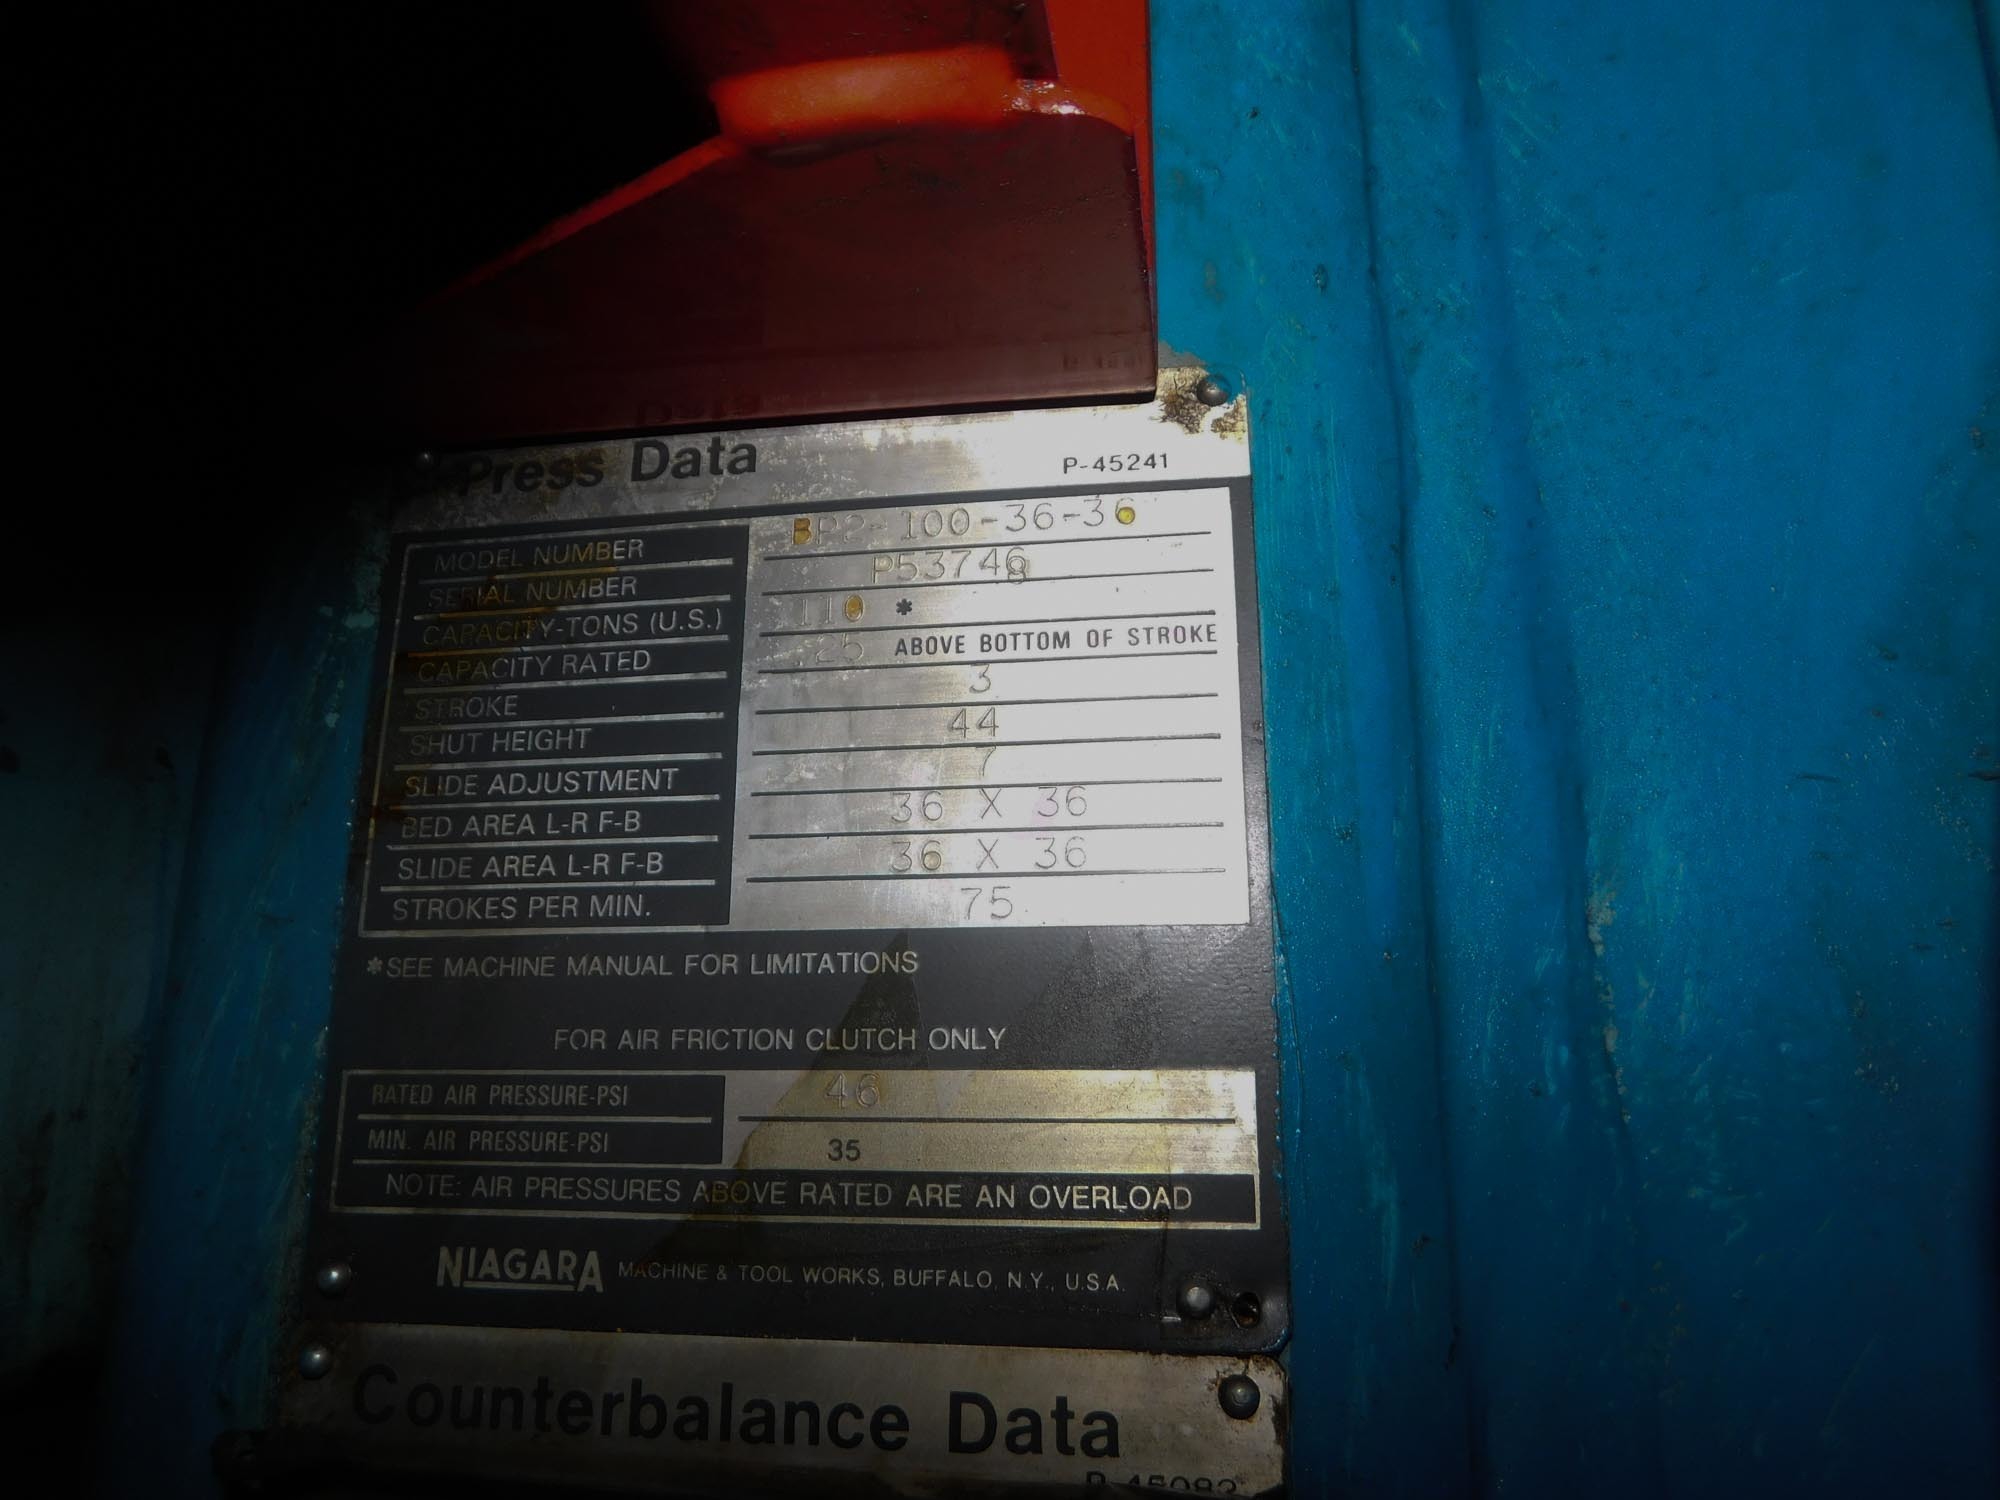 Press Data P-45241
MODEL NUMBER BP2-100-36-36
SERIAL NUMBER
CAPACITY-TONS (U.S.) 110 *
CAPACITY RATED .25 ABOVE BOTTOM OF STROKE
STROKE 3
SHUT HEIGHT 44
SLIDE ADJUSTMENT 7
BED AREA L-R F-B 36 X 36
SLIDE AREA L-R F-B 36 X 36
STROKES PER MIN. 75
*SEE MACHINE MANUAL FOR LIMITATIONS
FOR AIR FRICTION CLUTCH ONLY
RATED AIR PRESSURE-PSI 46
MIN. AIR PRESSURE-PSI 35
NOTE: AIR PRESSURES ABOVE RATED ARE AN OVERLOAD
NIAGARA MACHINE & TOOL WORKS, BUFFALO, N.Y., U.S.A.
Counterbalance Data